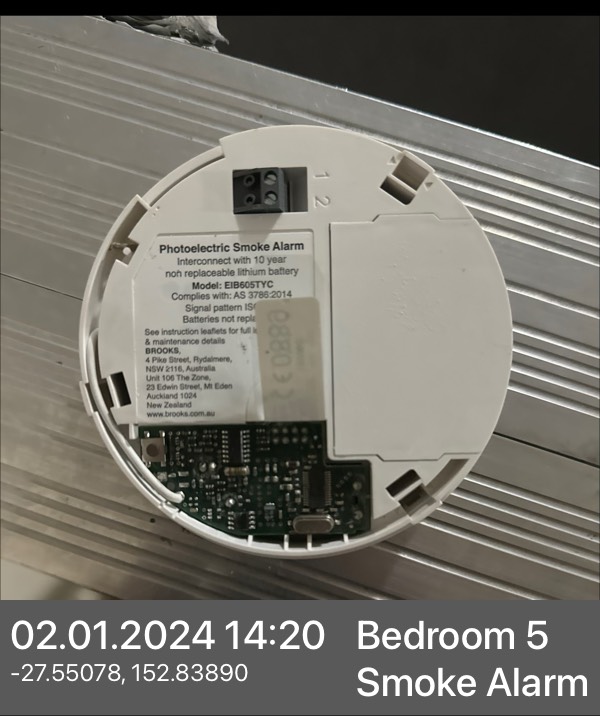 1
2
Photoelectric Smoke Alarm
Interconnect with 10 year
non replaceable lithium battery
Model: EIB605TYC
Complies with: AS 3786:2014
Signal pattern
Batteries not
See instruction leaflets for full
& maintenance details
BROOKS,
4 Pike Street, Rydalmere,
NSW 2116, Australia
Unit 106 The Zone,
23 Edwin Street, Mt Eden
Auckland 1024
New Zealand
www.brooks.com.au
02.01.2024 14:20
-27.55078, 152.83890
Bedroom 5
Smoke Alarm